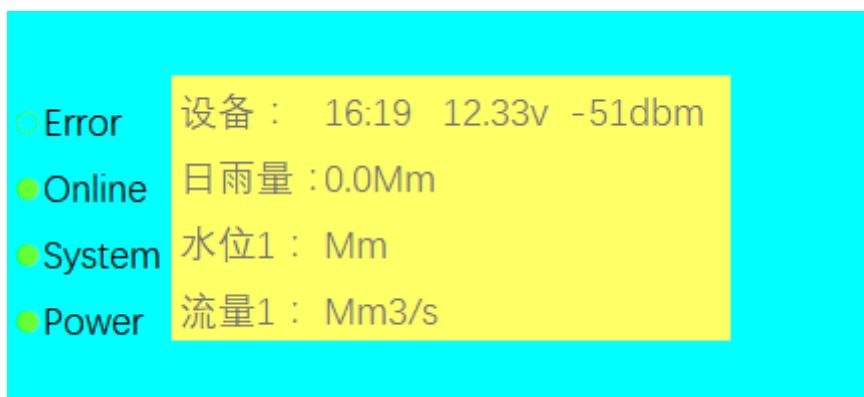 Error
Online
System
Power
设备： 16:19 12.33v -51dbm
日雨量：0.0Mm
水位1： Mm
流量1： Mm3/s